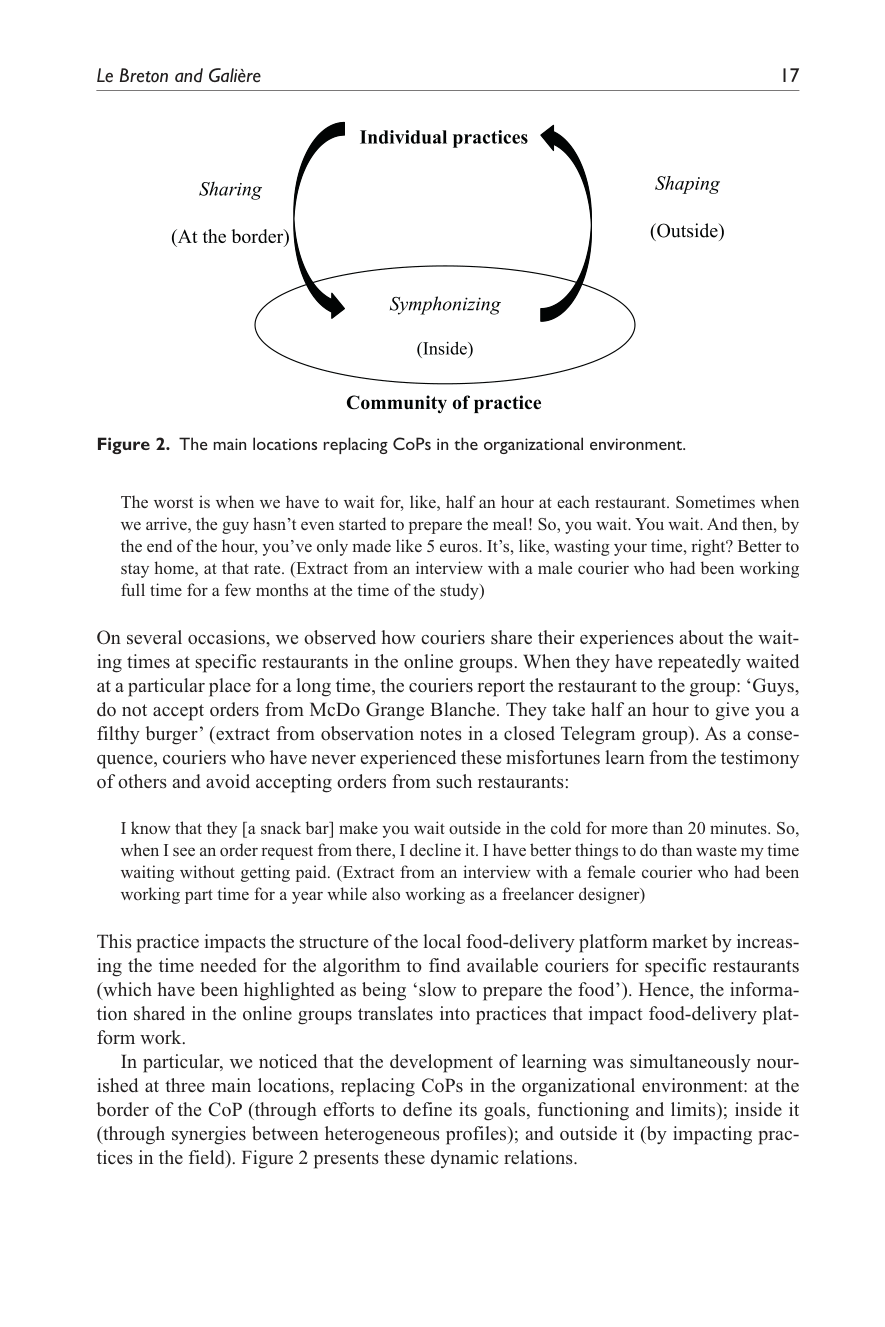 Le Breton and Galière 17
Individual practices
Sharing
Shaping
(At the border)
(Outside)
Symphonizing
(Inside)
Community of practice
Figure 2. The main locations replacing CoPs in the organizational environment.
The worst is when we have to wait for, like, half an hour at each restaurant. Sometimes when
we arrive, the guy hasn’t even started to prepare the meal! So, you wait. You wait. And then, by
the end of the hour, you’ve only made like 5 euros. It’s, like, wasting your time, right? Better to
stay home, at that rate. (Extract from an interview with a male courier who had been working
full time for a few months at the time of the study)
On several occasions, we observed how couriers share their experiences about the wait-
ing times at specific restaurants in the online groups. When they have repeatedly waited
at a particular place for a long time, the couriers report the restaurant to the group: ‘Guys,
do not accept orders from McDo Grange Blanche. They take half an hour to give you a
filthy burger’ (extract from observation notes in a closed Telegram group). As a conse-
quence, couriers who have never experienced these misfortunes learn from the testimony
of others and avoid accepting orders from such restaurants:
I know that they [a snack bar] make you wait outside in the cold for more than 20 minutes. So,
when I see an order request from there, I decline it. I have better things to do than waste my time
waiting without getting paid. (Extract from an interview with a female courier who had been
working part time for a year while also working as a freelancer designer)
This practice impacts the structure of the local food-delivery platform market by increas-
ing the time needed for the algorithm to find available couriers for specific restaurants
(which have been highlighted as being ‘slow to prepare the food’). Hence, the informa-
tion shared in the online groups translates into practices that impact food-delivery plat-
form work.
In particular, we noticed that the development of learning was simultaneously nour-
ished at three main locations, replacing CoPs in the organizational environment: at the
border of the CoP (through efforts to define its goals, functioning and limits); inside it
(through synergies between heterogeneous profiles); and outside it (by impacting prac-
tices in the field). Figure 2 presents these dynamic relations.